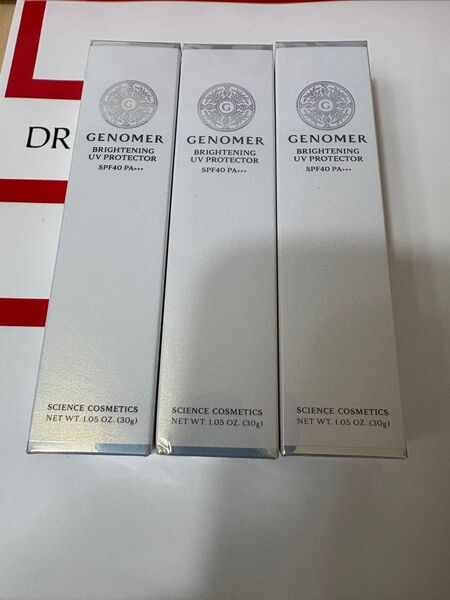 DR
G
GENOMER
BRIGHTENING
UV PROTECTOR
SPF40 PA+++
SCIENCE COSMETICS
NET WT. 1.05 OZ. (30g)
G
GENOMER
BRIGHTENING
UV PROTECTOR
SPF40 PA+++
SCIENCE COSMETICS
NET WT. 1.05 OZ. (30g)
G
GENOMER
BRIGHTENING
UV PROTECTOR
SPF40 PA+++
SCIENCE COSMETICS
NET WT. 1.05 OZ. (30g)